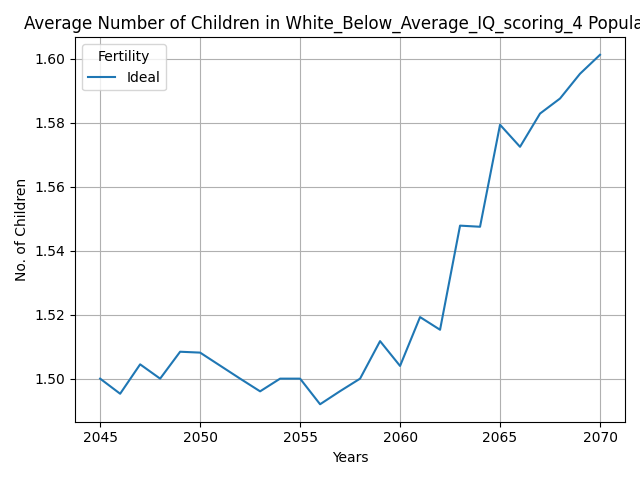 Average Number of Children in White_Below_Average_IQ_scoring_4 Popula
Fertility
Ideal
No. of Children
1.60
1.58
1.56
1.54
1.52
1.50
2045 2050 2055 2060 2065 2070
Years